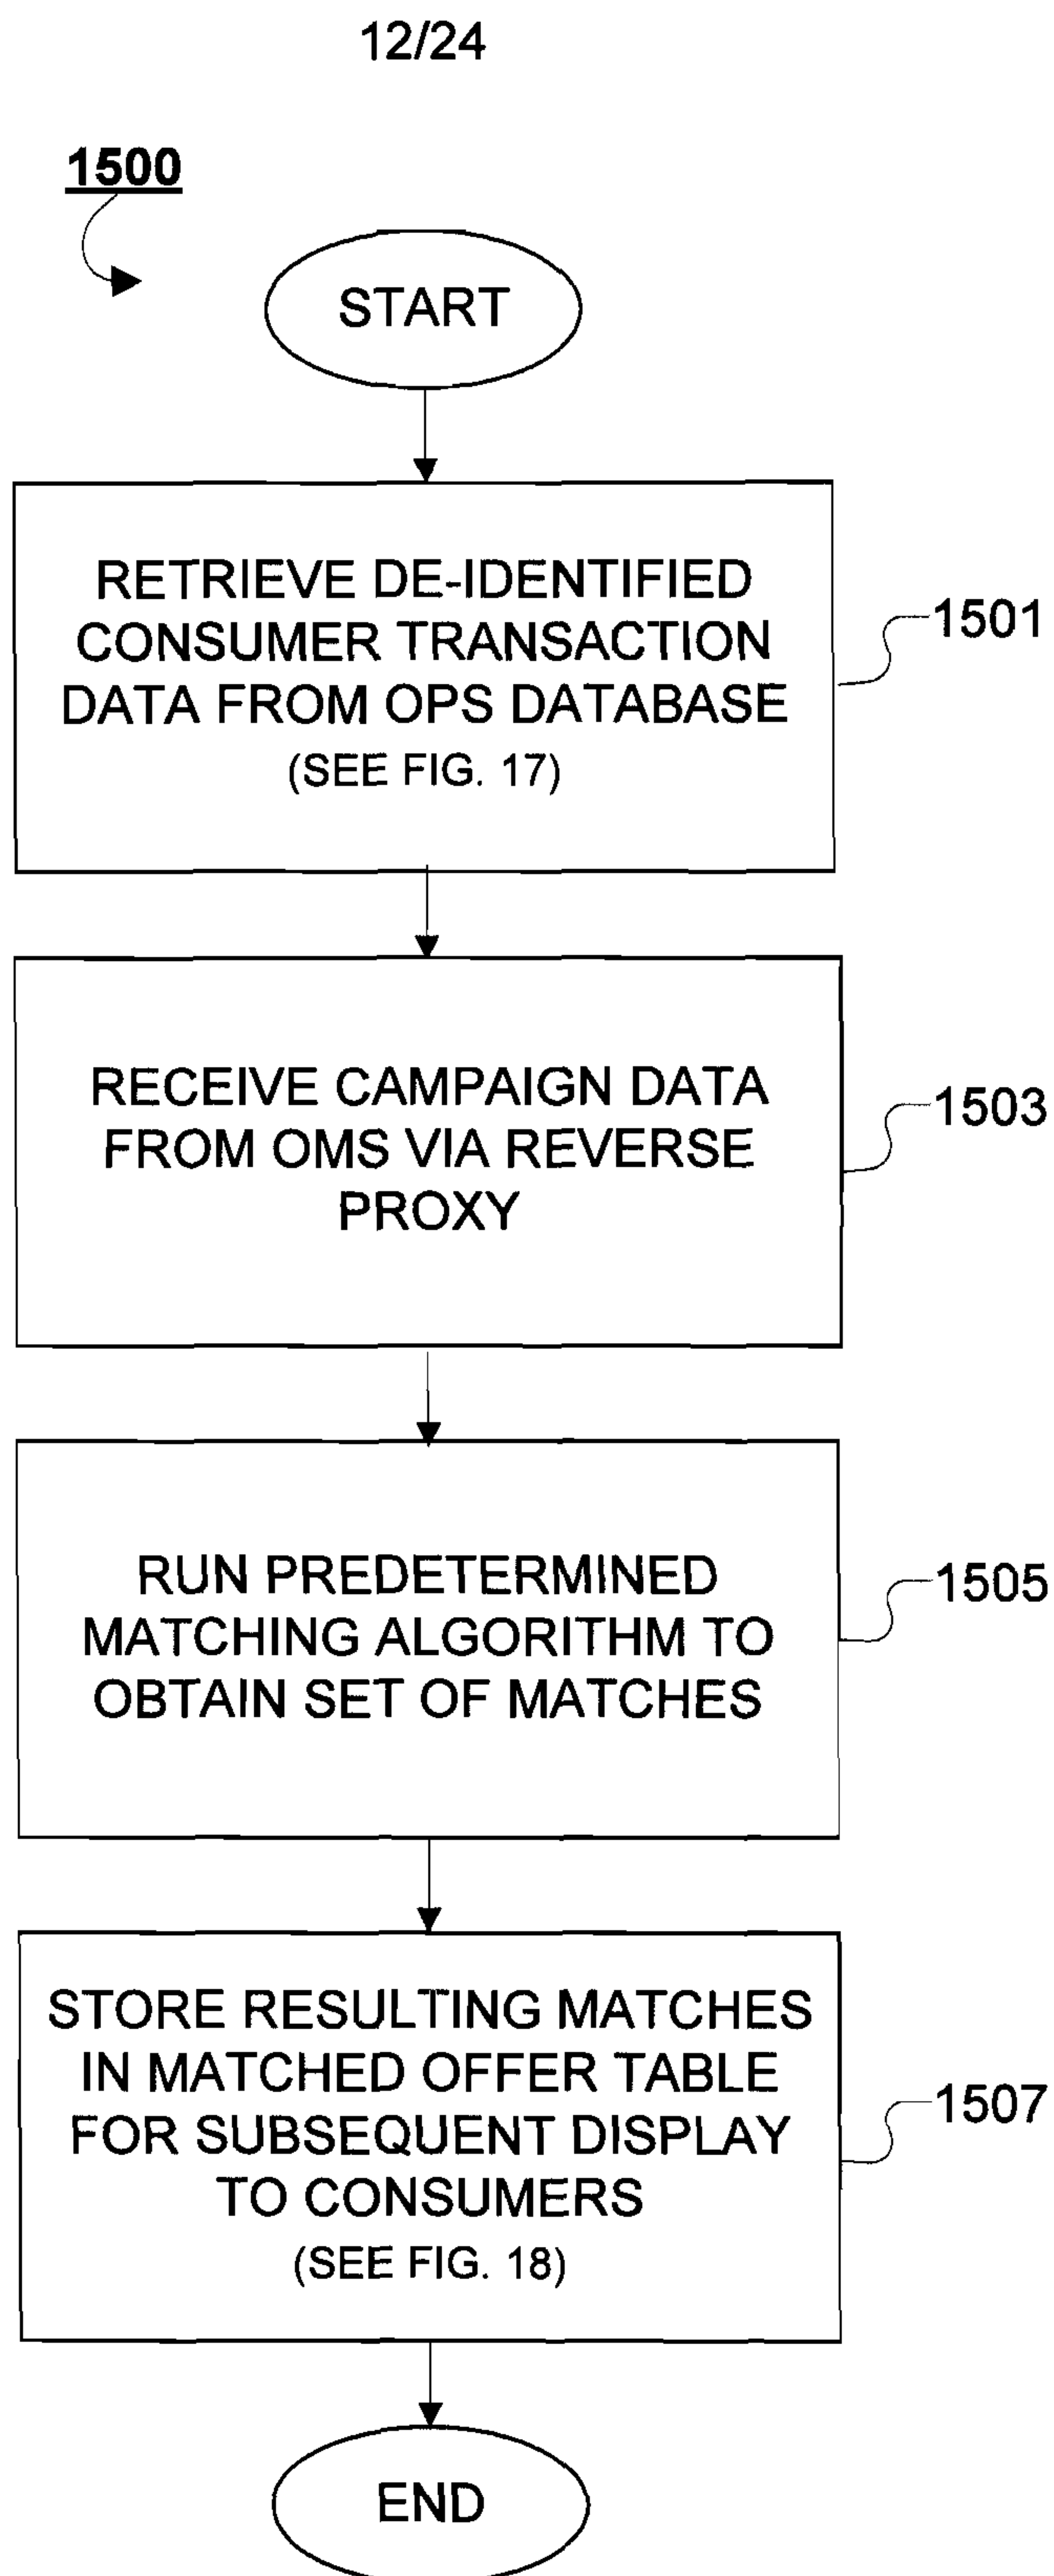 12/24
1500
START
RETRIEVE DE-IDENTIFIED
CONSUMER TRANSACTION
DATA FROM OPS DATABASE
(SEE FIG. 17)
1501
RECEIVE CAMPAIGN DATA
FROM OMS VIA REVERSE
PROXY
1503
RUN PREDETERMINED
MATCHING ALGORITHM TO
OBTAIN SET OF MATCHES
1505
STORE RESULTING MATCHES
IN MATCHED OFFER TABLE
FOR SUBSEQUENT DISPLAY
TO CONSUMERS
(SEE FIG. 18)
1507
END